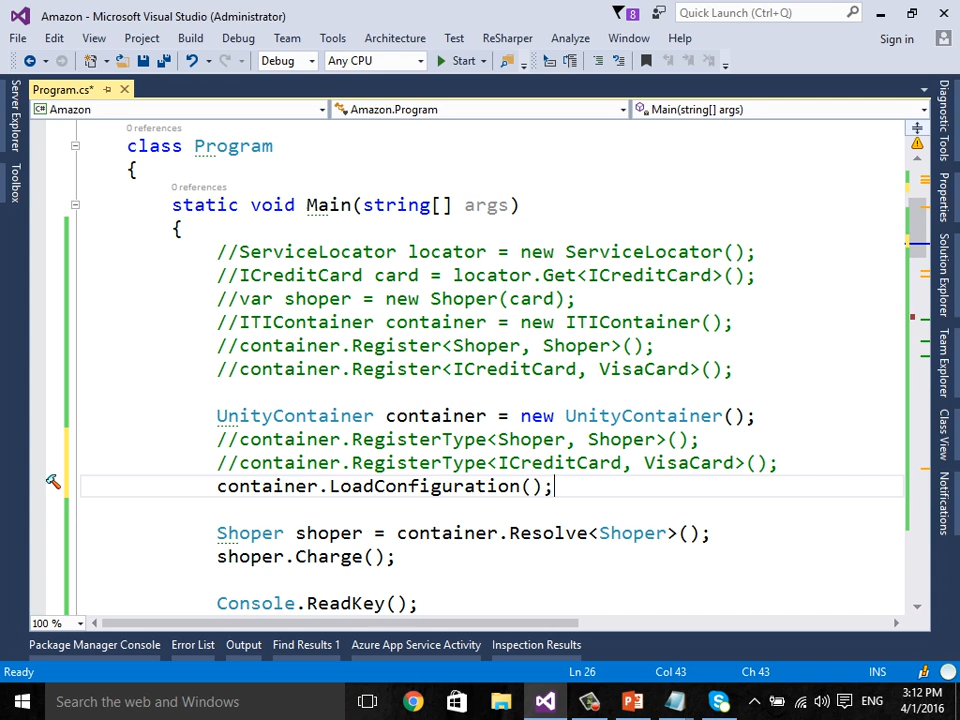 Amazon - Microsoft Visual Studio (Administrator)
8
Quick Launch (Ctrl+Q)
File Edit View Project Build Debug Team Tools Architecture Test ReSharper Analyze Window Help
Sign in
Debug Any CPU Start
Program.cs*
Amazon Amazon.Program Main(string[] args)
Server Explorer
Toolbox
0 references
class Program
{
0 references
static void Main(string[] args)
{
//ServiceLocator locator = new ServiceLocator();
//ICreditCard card = locator.Get<ICreditCard>();
//var shoper = new Shoper(card);
//ITIContainer container = new ITIContainer();
//container.Register<Shoper, Shoper>();
//container.Register<ICreditCard, VisaCard>();
UnityContainer container = new UnityContainer();
//container.RegisterType<Shoper, Shoper>();
//container.RegisterType<ICreditCard, VisaCard>();
container.LoadConfiguration();
Shoper shoper = container.Resolve<Shoper>();
shoper.Charge();
Console.ReadKey();
Diagnostic Tools
Properties
Solution Explorer
Team Explorer
Class View
Notifications
100 %
Package Manager Console Error List Output Find Results 1 Azure App Service Activity Inspection Results
Ready Ln 26 Col 43 Ch 43 INS
Search the web and Windows
ENG
3:12 PM
4/1/2016